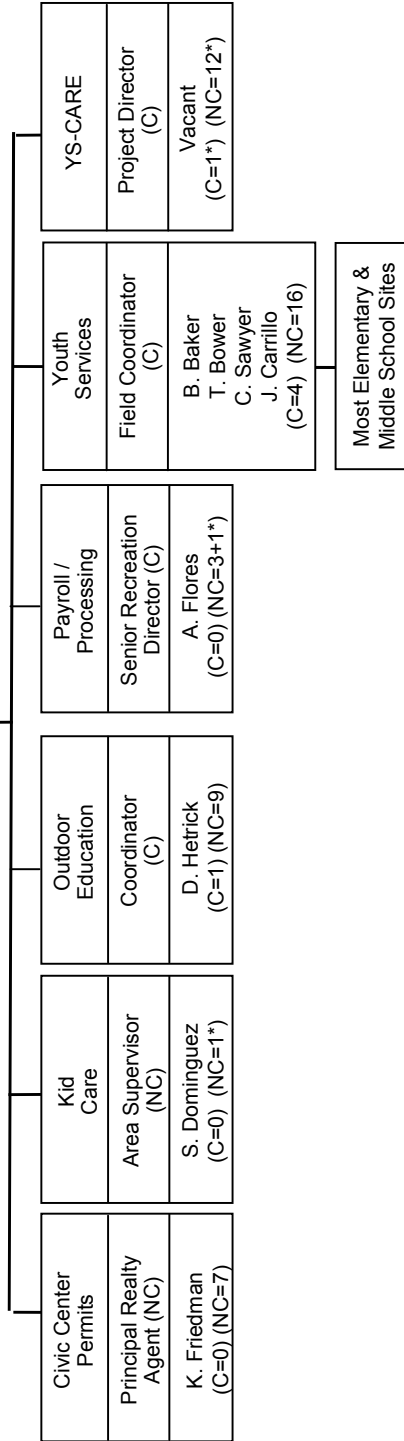 Civic Center
Permits
Principal Realty
Agent (NC)
K. Friedman
(C=0) (NC=7)
Kid
Care
Area Supervisor
(NC)
S. Dominguez
(C=0)  (NC=1*)
Outdoor
Education
Coordinator
(C)
D. Hetrick
(C=1) (NC=9)
Payroll /
Processing
Senior Recreation
Director (C)
A. Flores
(C=0) (NC=3+1*)
Youth
Services
Field Coordinator
(C)
B. Baker
T. Bower
C. Sawyer
J. Carrillo
(C=4)  (NC=16)
Most Elementary &
Middle School Sites
YS-CARE
Project Director
(C)
Vacant
(C=1*)  (NC=12*)